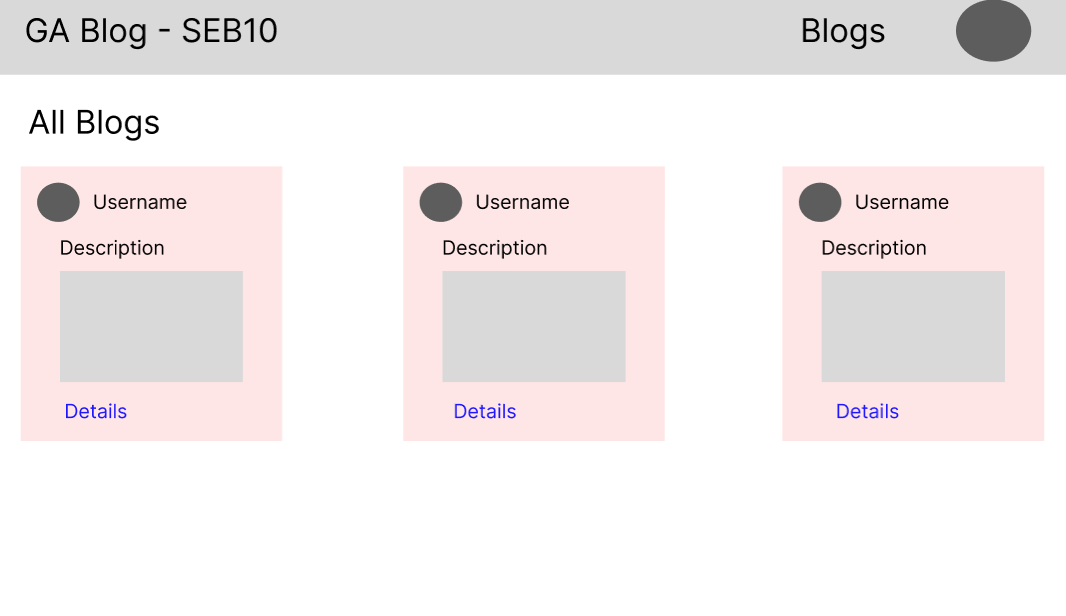 GA Blog - SEB10 Blogs
All Blogs
Username
Description
Details
Username
Description
Details
Username
Description
Details